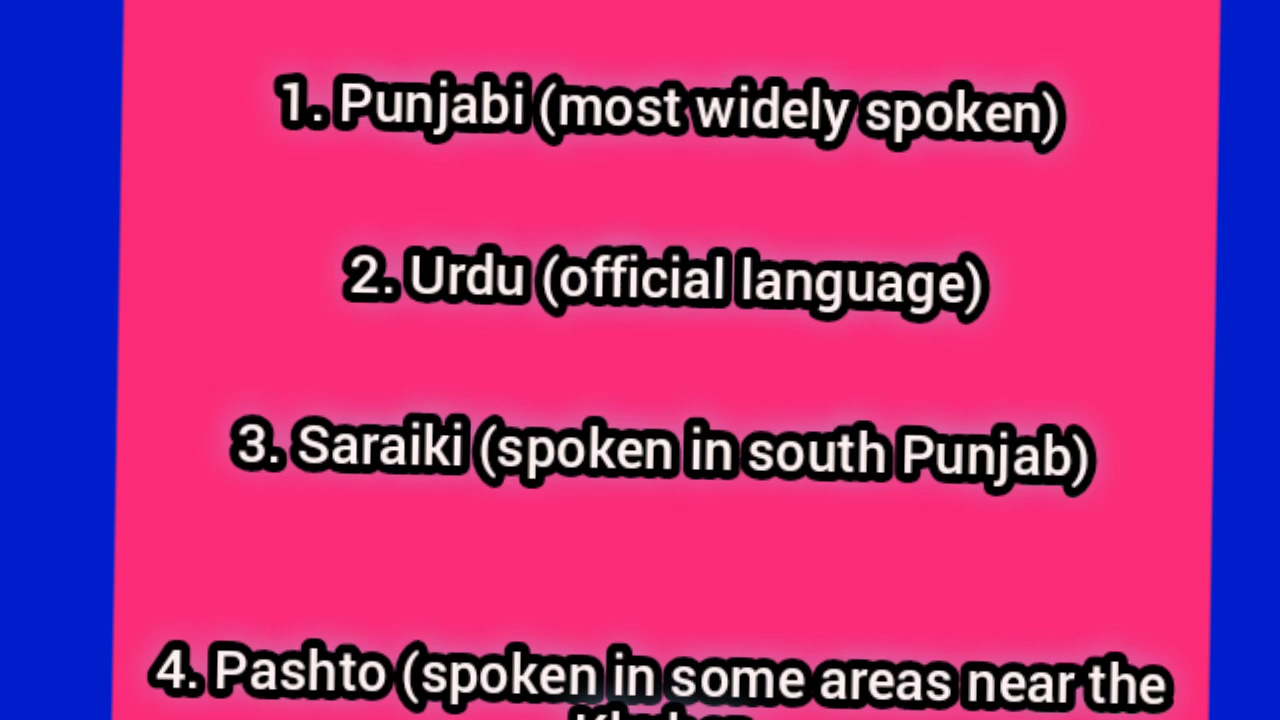 1. Punjabi (most widely spoken)
2. Urdu (official language)
3. Saraiki (spoken in south Punjab)
4. Pashto (spoken in some areas near the